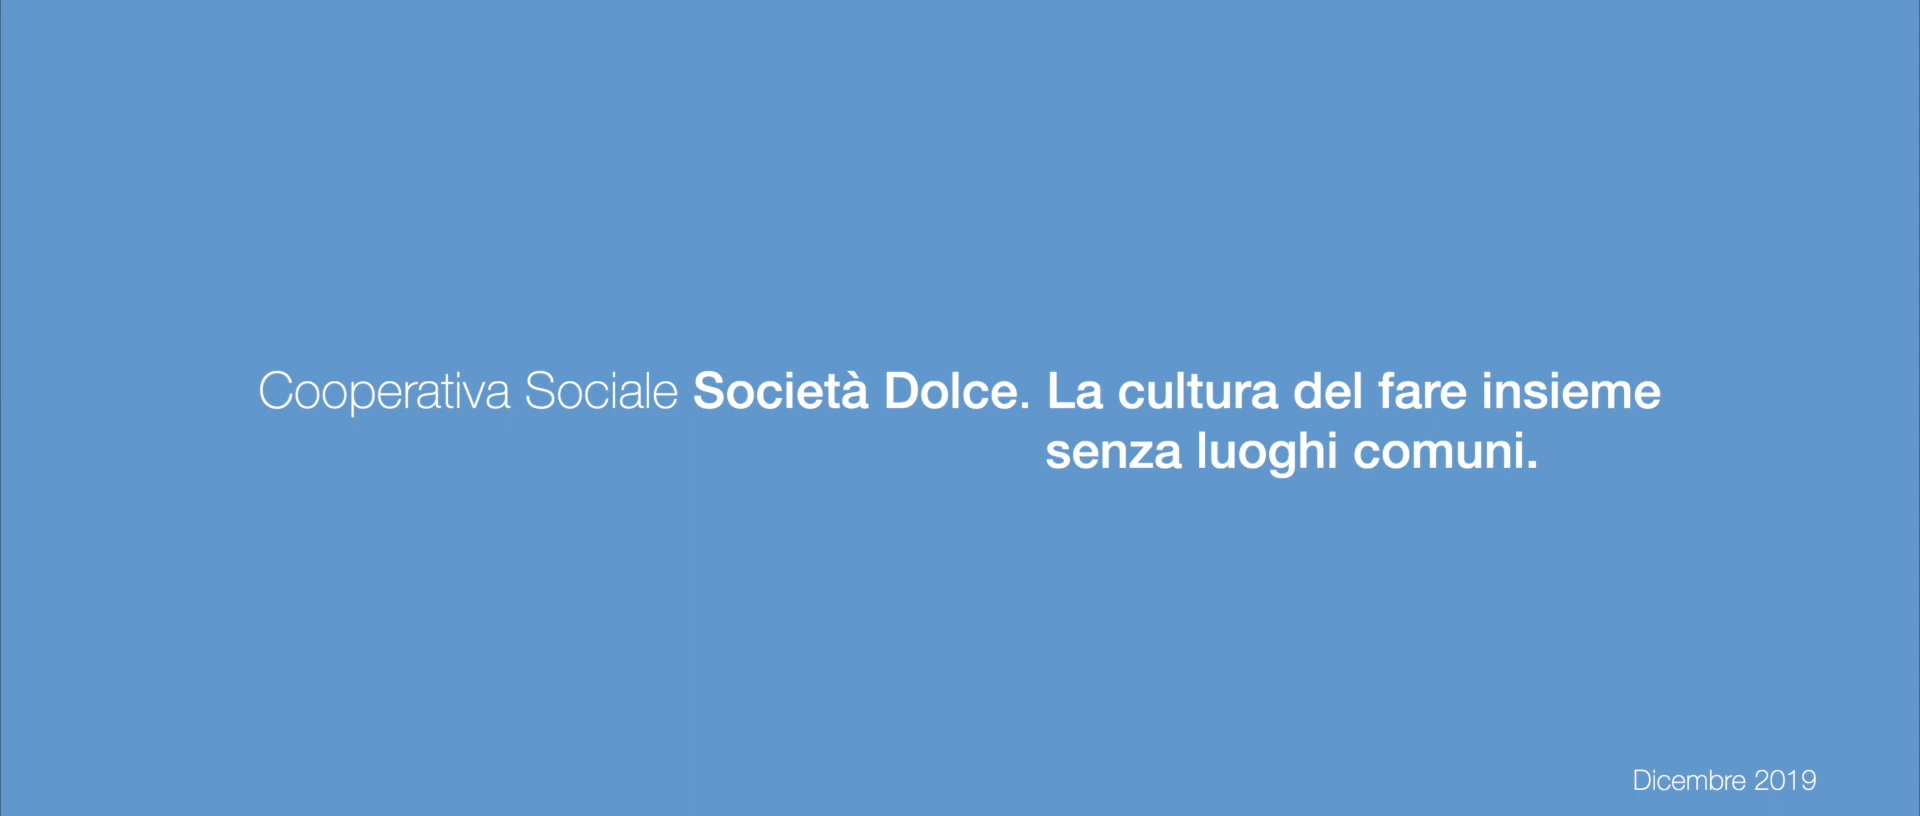 Cooperativa Sociale Società Dolce. La cultura del fare insieme
senza luoghi comuni.
Dicembre 2019